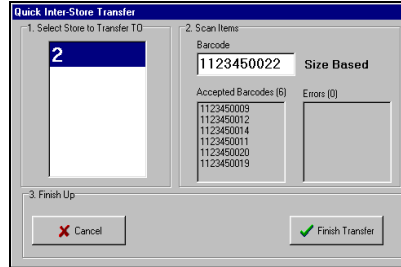 Quick Inter-Store Transfer
1. Select Store to Transfer TO
2
2. Scan Items
Barcode
1123450022 Size Based
Accepted Barcodes (6) Errors (0)
1123450009
1123450012
1123450014
1123450011
1123450020
1123450019
3. Finish Up
Cancel Finish Transfer